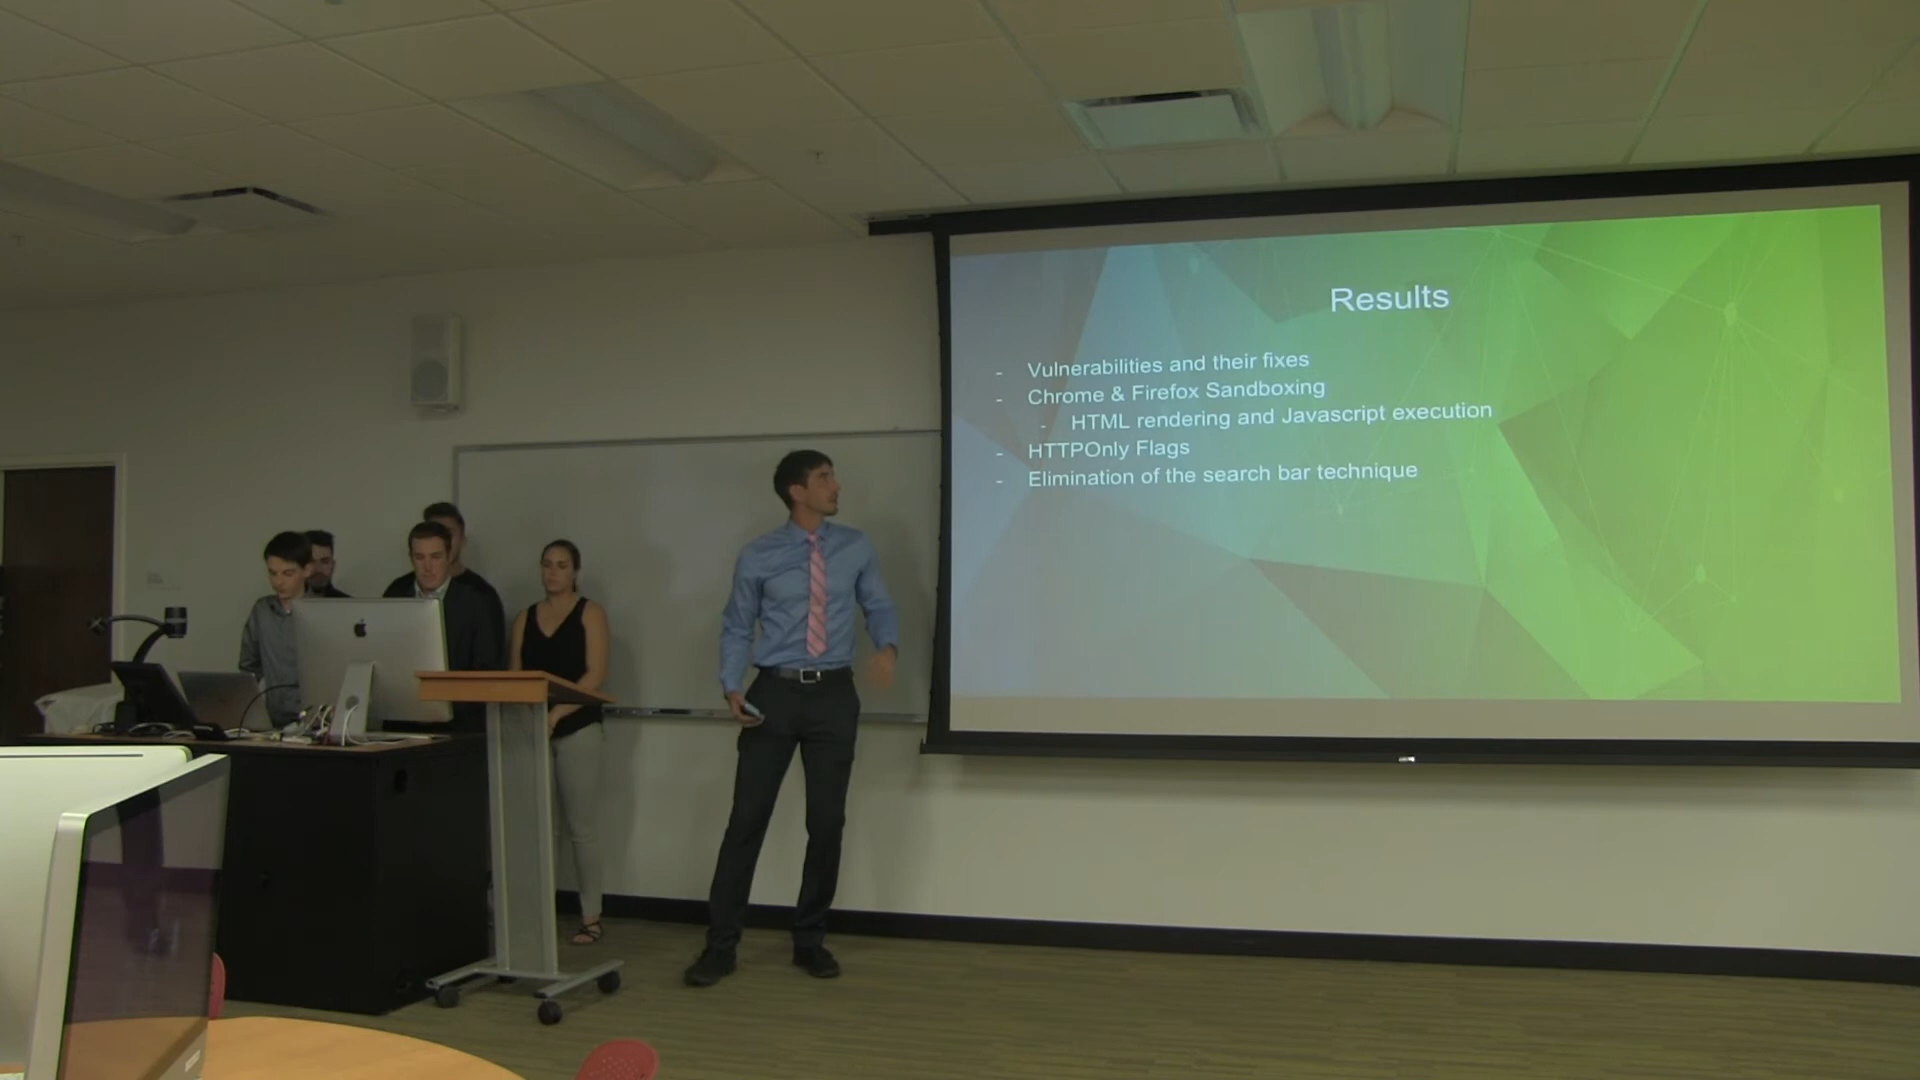 Results
- Vulnerabilities and their fixes
- Chrome & Firefox Sandboxing
- HTML rendering and Javascript execution
- HTTPOnly Flags
- Elimination of the search bar technique